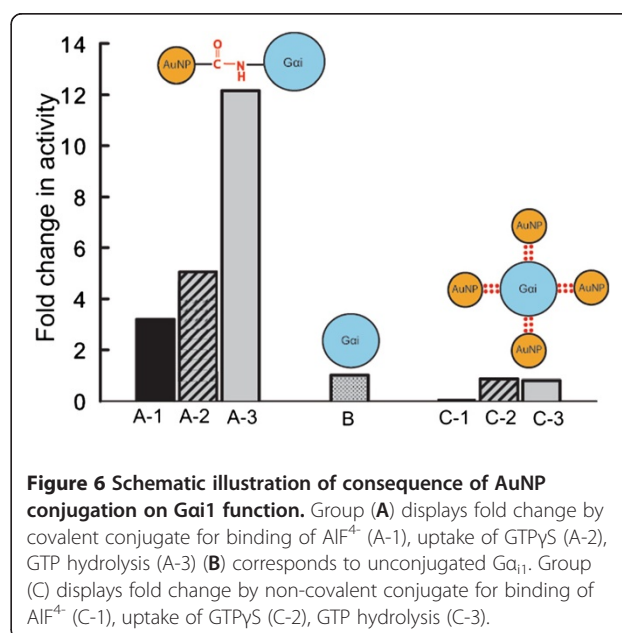 14
12
10
8
6
4
2
0
Fold change in activity
AuNP
O
C
N
H
Gαi
Gαi
AuNP
AuNP
Gαi
AuNP
AuNP
A-1 A-2 A-3 B C-1 C-2 C-3
Figure 6 Schematic illustration of consequence of AuNP
conjugation on Gαi1 function. Group (A) displays fold change by
covalent conjugate for binding of AlF⁴⁻ (A-1), uptake of GTPγS (A-2),
GTP hydrolysis (A-3) (B) corresponds to unconjugated Gαᵢ₁. Group
(C) displays fold change by non-covalent conjugate for binding of
AlF⁴⁻ (C-1), uptake of GTPγS (C-2), GTP hydrolysis (C-3).